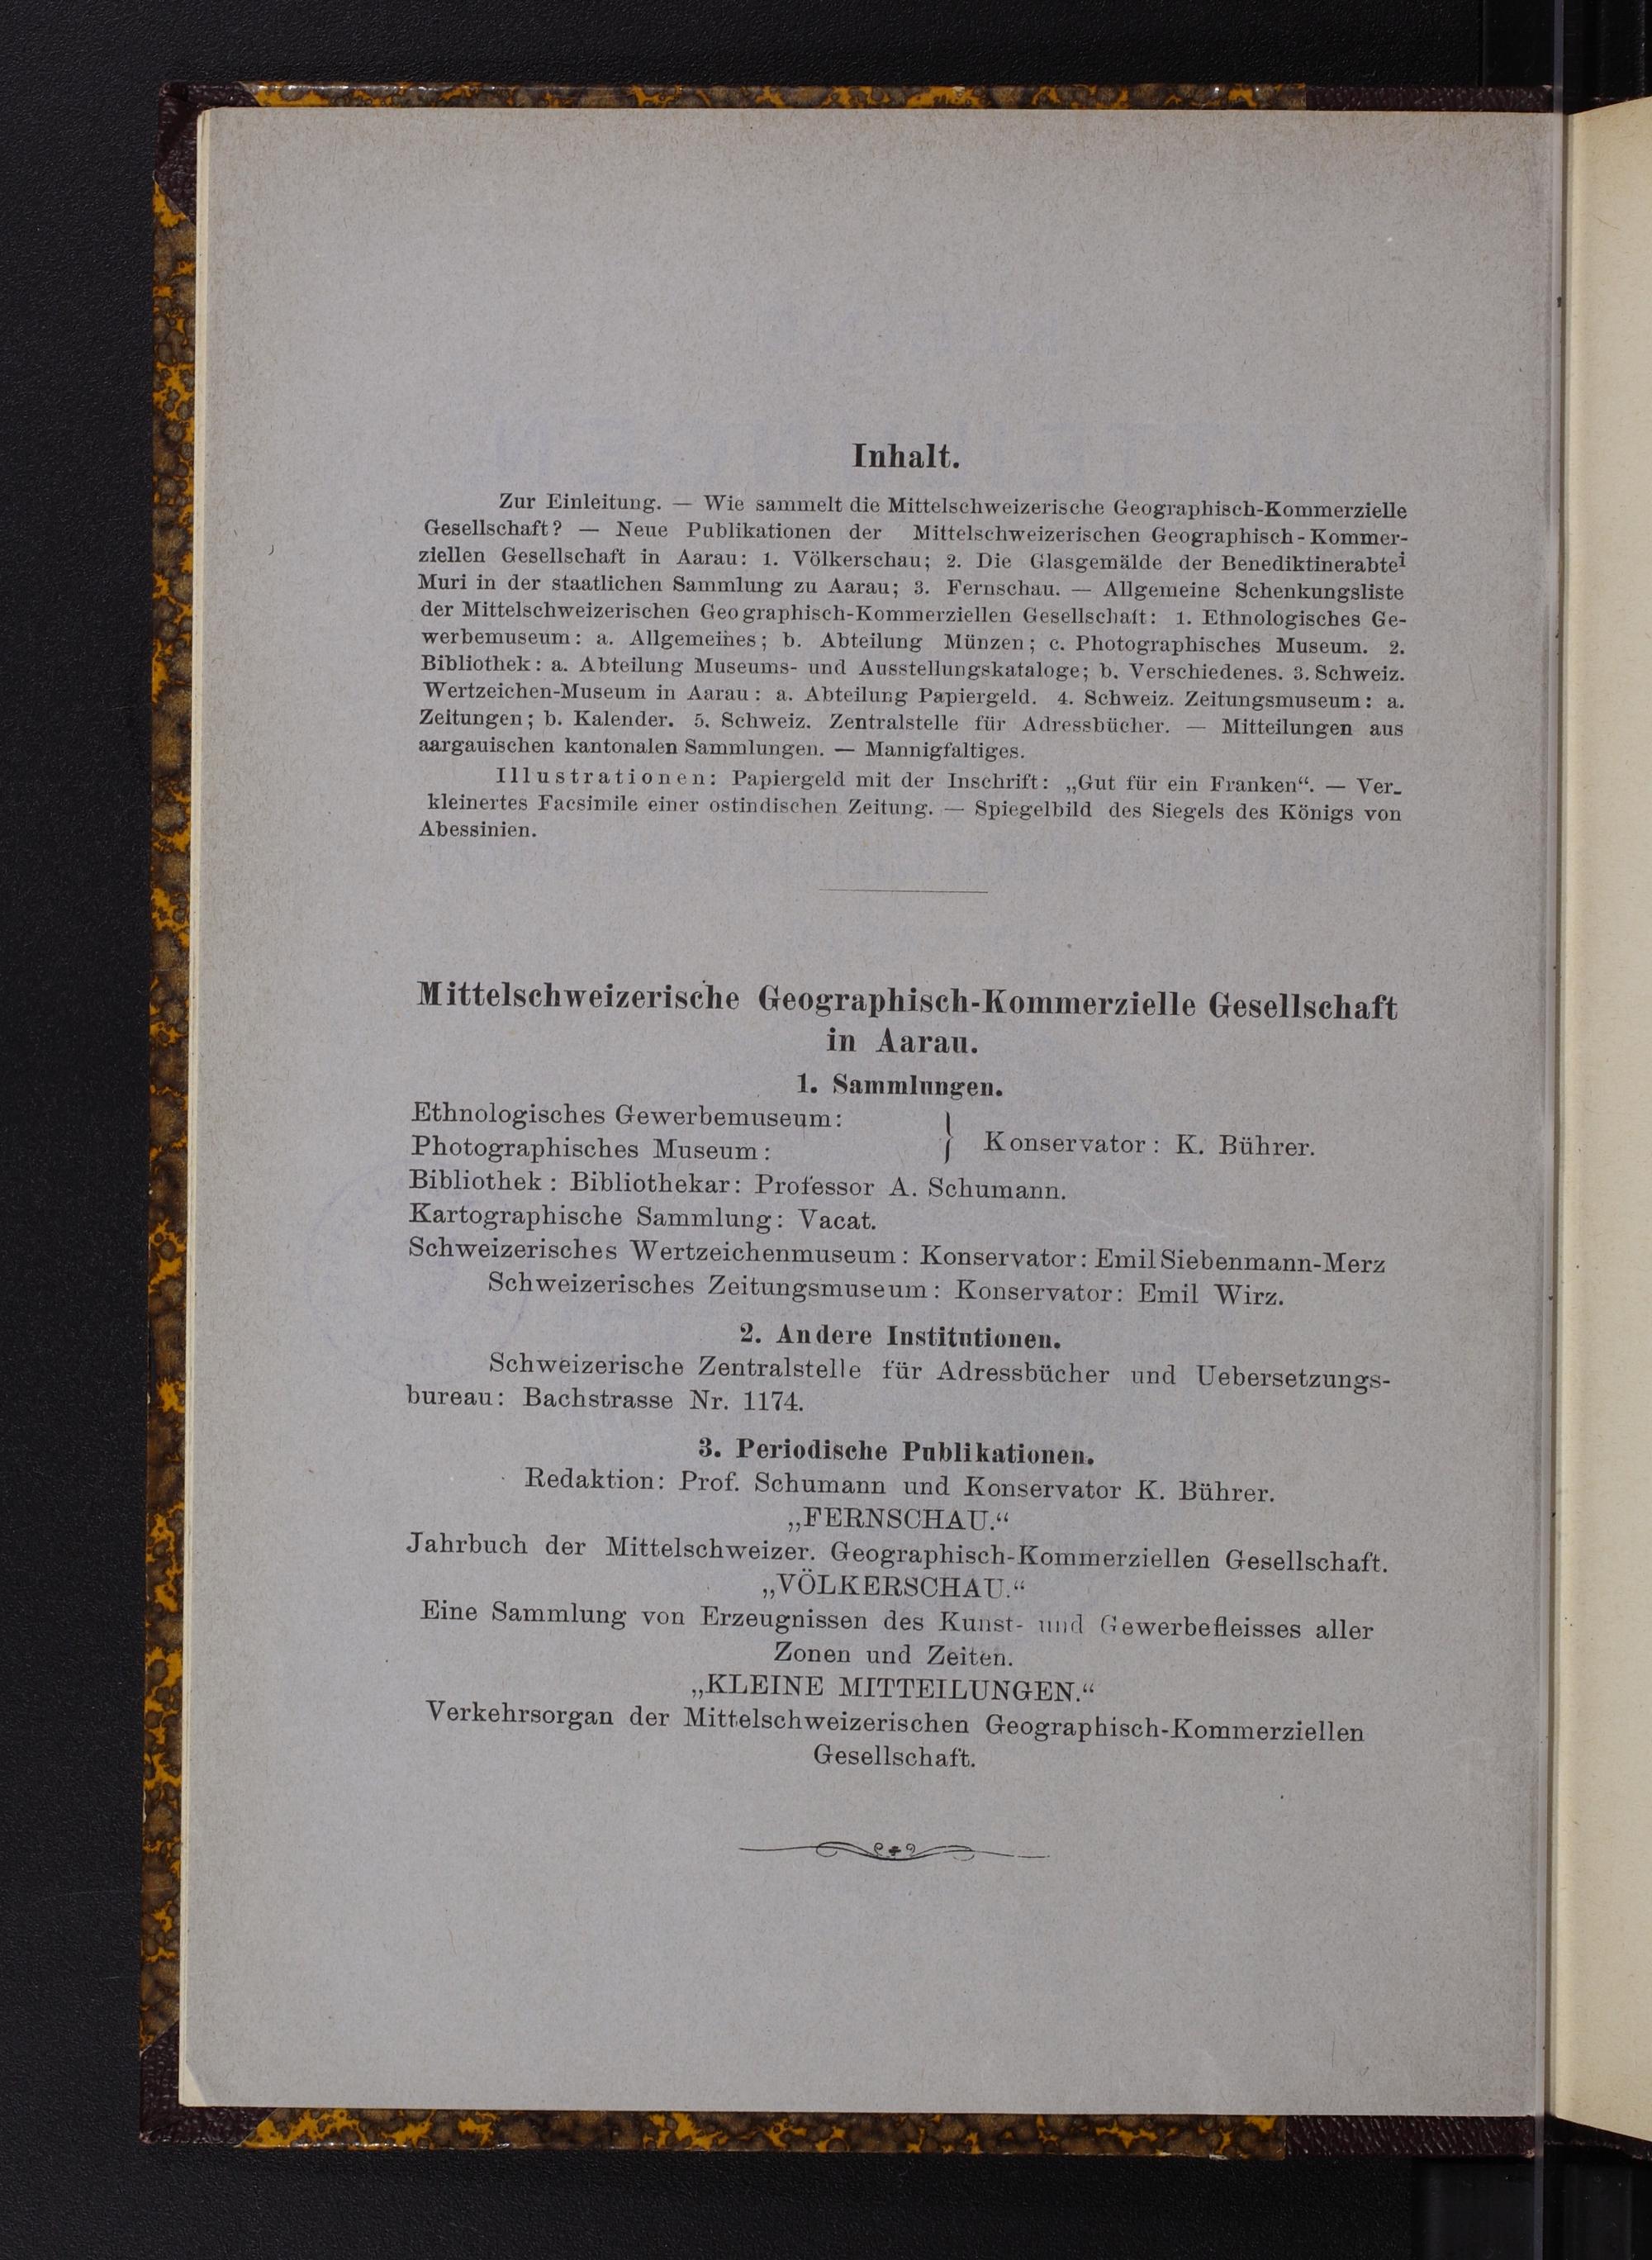 Inhalt.
Zur Einleitung. — Wie sammelt die Mittelschweizerische Geographisch-Kommerzielle
Gesellschaft? — Neue Publikationen der Mittelschweizerischen Geographisch-Kommer-
ziellen Gesellschaft in Aarau: 1. Völkerschau; 2. Die Glasgemälde der Benediktinerabtei
Muri in der staatlichen Sammlung zu Aarau; 3. Fernschau. — Allgemeine Schenkungsliste
der Mittelschweizerischen Geographisch-Kommerziellen Gesellschaft: 1. Ethnologisches Ge-
werbemuseum: a. Allgemeines; b. Abteilung Münzen; c. Photographisches Museum. 2.
Bibliothek: a. Abteilung Museums- und Ausstellungskataloge; b. Verschiedenes. 3. Schweiz.
Wertzeichen-Museum in Aarau: a. Abteilung Papiergeld. 4. Schweiz. Zeitungsmuseum: a.
Zeitungen; b. Kalender. 5. Schweiz. Zentralstelle für Adressbücher. — Mitteilungen aus
aargauischen kantonalen Sammlungen. — Mannigfaltiges.
Illustrationen: Papiergeld mit der Inschrift: „Gut für ein Franken“. — Ver-
kleinertes Facsimile einer ostindischen Zeitung. — Spiegelbild des Siegels des Königs von
Abessinien.
Mittelschweizerische Geographisch-Kommerzielle Gesellschaft
in Aarau.
1. Sammlungen.
Ethnologisches Gewerbemuseum:
Photographisches Museum: } Konservator: K. Bührer.
Bibliothek: Bibliothekar: Professor A. Schumann.
Kartographische Sammlung: Vacat.
Schweizerisches Wertzeichenmuseum: Konservator: Emil Siebenmann-Merz
Schweizerisches Zeitungsmuseum: Konservator: Emil Wirz.
2. Andere Institutionen.
Schweizerische Zentralstelle für Adressbücher und Uebersetzungs-
bureau: Bachstrasse Nr. 1174.
3. Periodische Publikationen.
Redaktion: Prof. Schumann und Konservator K. Bührer.
„FERNSCHAU.“
Jahrbuch der Mittelschweizer. Geographisch-Kommerziellen Gesellschaft.
„VÖLKERSCHAU.“
Eine Sammlung von Erzeugnissen des Kunst- und Gewerbefleisses aller
Zonen und Zeiten.
„KLEINE MITTEILUNGEN.“
Verkehrsorgan der Mittelschweizerischen Geographisch-Kommerziellen
Gesellschaft.